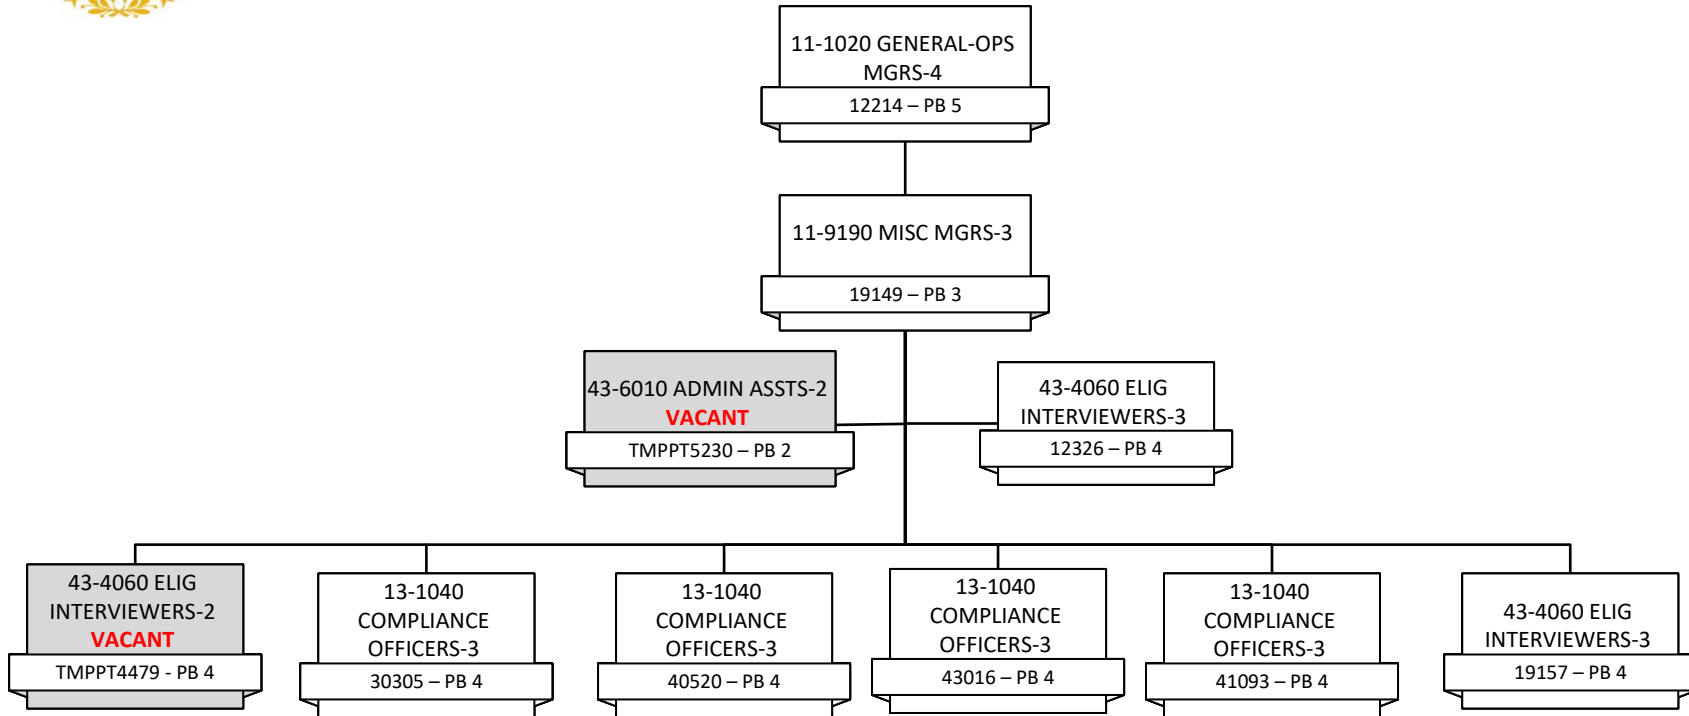 11-1020 GENERAL-OPS
MGRS-4
12214 – PB 5
11-9190 MISC MGRS-3
19149 – PB 3
43-6010 ADMIN ASSTS-2
VACANT
TMPPT5230 – PB 2
43-4060 ELIG
INTERVIEWERS-3
12326 – PB 4
43-4060 ELIG
INTERVIEWERS-2
VACANT
TMPPT4479 - PB 4
13-1040
COMPLIANCE
OFFICERS-3
30305 – PB 4
13-1040
COMPLIANCE
OFFICERS-3
40520 – PB 4
13-1040
COMPLIANCE
OFFICERS-3
43016 – PB 4
13-1040
COMPLIANCE
OFFICERS-3
41093 – PB 4
43-4060 ELIG
INTERVIEWERS-3
19157 – PB 4